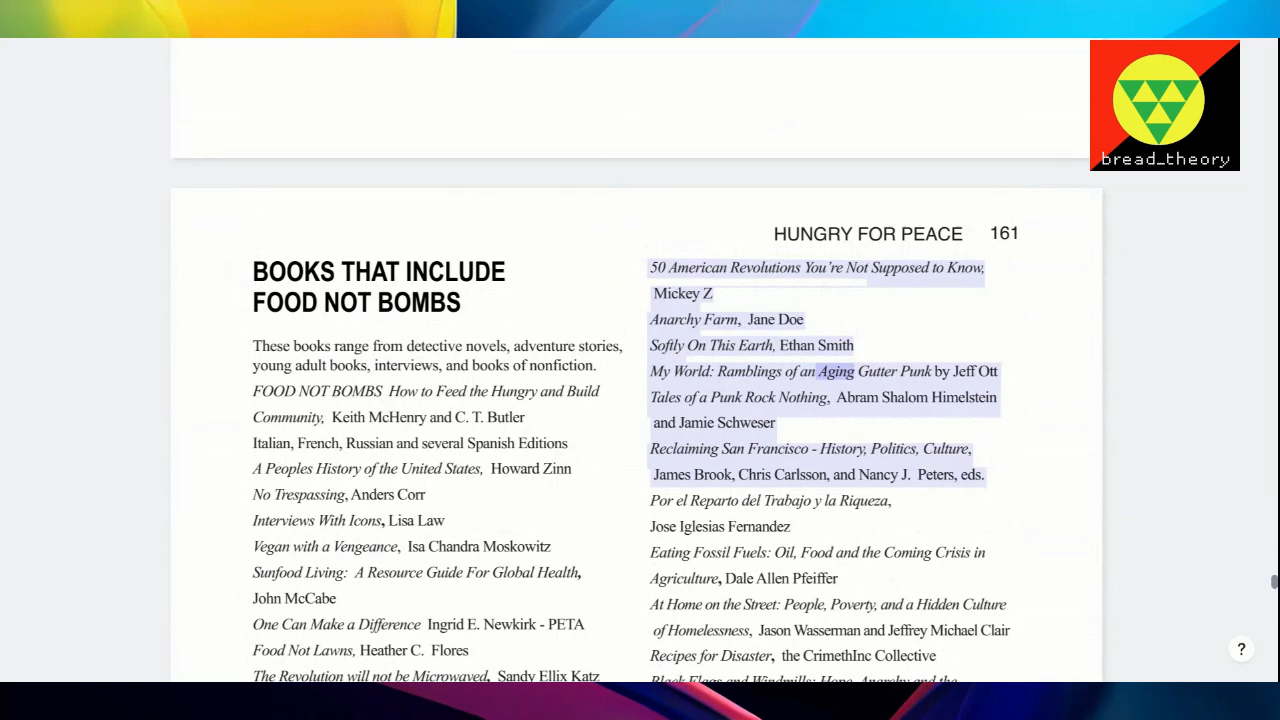 bread_theory
HUNGRY FOR PEACE 161
BOOKS THAT INCLUDE
FOOD NOT BOMBS
These books range from detective novels, adventure stories,
young adult books, interviews, and books of nonfiction.
FOOD NOT BOMBS How to Feed the Hungry and Build
Community, Keith McHenry and C. T. Butler
Italian, French, Russian and several Spanish Editions
A Peoples History of the United States, Howard Zinn
No Trespassing, Anders Corr
Interviews With Icons, Lisa Law
Vegan with a Vengeance, Isa Chandra Moskowitz
Sunfood Living: A Resource Guide For Global Health,
John McCabe
One Can Make a Difference Ingrid E. Newkirk - PETA
Food Not Lawns, Heather C. Flores
The Revolution will not be Microwaved, Sandy Ellix Katz
50 American Revolutions You're Not Supposed to Know,
Mickey Z
Anarchy Farm, Jane Doe
Softly On This Earth, Ethan Smith
My World: Ramblings of an Aging Gutter Punk by Jeff Ott
Tales of a Punk Rock Nothing, Abram Shalom Himelstein
and Jamie Schweser
Reclaiming San Francisco - History, Politics, Culture,
James Brook, Chris Carlsson, and Nancy J. Peters, eds.
Por el Reparto del Trabajo y la Riqueza,
Jose Iglesias Fernandez
Eating Fossil Fuels: Oil, Food and the Coming Crisis in
Agriculture, Dale Allen Pfeiffer
At Home on the Street: People, Poverty, and a Hidden Culture
of Homelessness, Jason Wasserman and Jeffrey Michael Clair
Recipes for Disaster, the CrimethInc Collective
Black Flags and Windmills: Hope, Anarchy and the
?